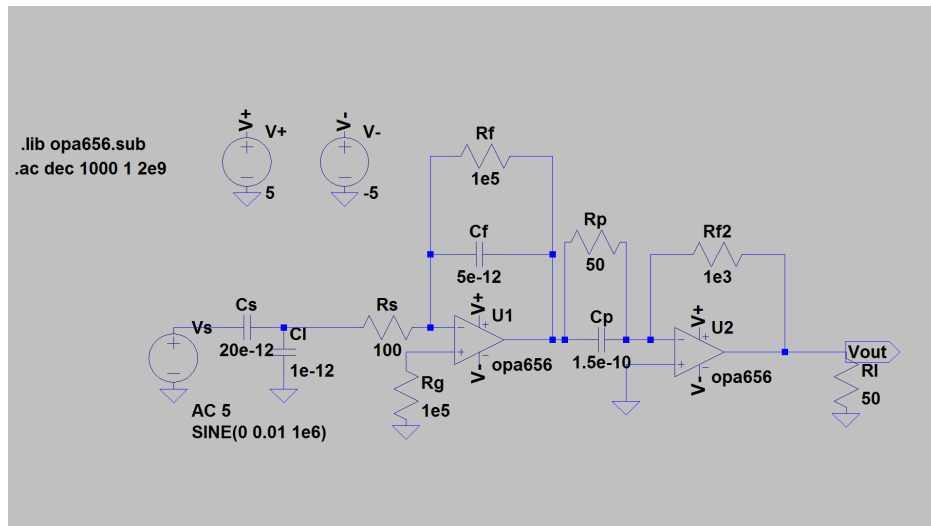 .lib opa656.sub
.ac dec 1000 1 2e9
V+
V+
5
V-
V-
-5
Rf
1e5
Cf
5e-12
Rp
50
Rf2
1e3
Vs
Cs
20e-12
Cl
1e-12
Rs
100
V+
U1
V-
opa656
Rg
1e5
Cp
1.5e-10
V+
U2
V-
opa656
Vout
Rl
50
AC 5
SINE(0 0.01 1e6)